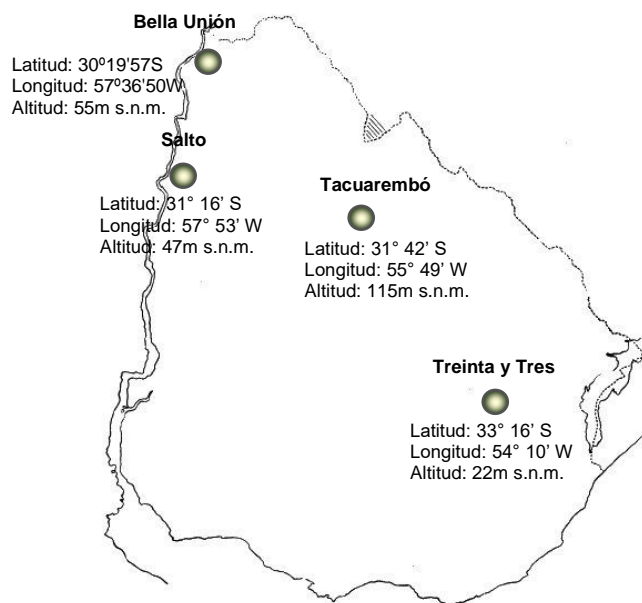 Bella Unión
Latitud: 30º19'57S
Longitud: 57º36'50W
Altitud: 55m s.n.m.
Salto
Latitud: 31° 16’ S
Longitud: 57° 53’ W
Altitud: 47m s.n.m.
Tacuarembó
Latitud: 31° 42’ S
Longitud: 55° 49’ W
Altitud: 115m s.n.m.
Treinta y Tres
Latitud: 33° 16’ S
Longitud: 54° 10’ W
Altitud: 22m s.n.m.